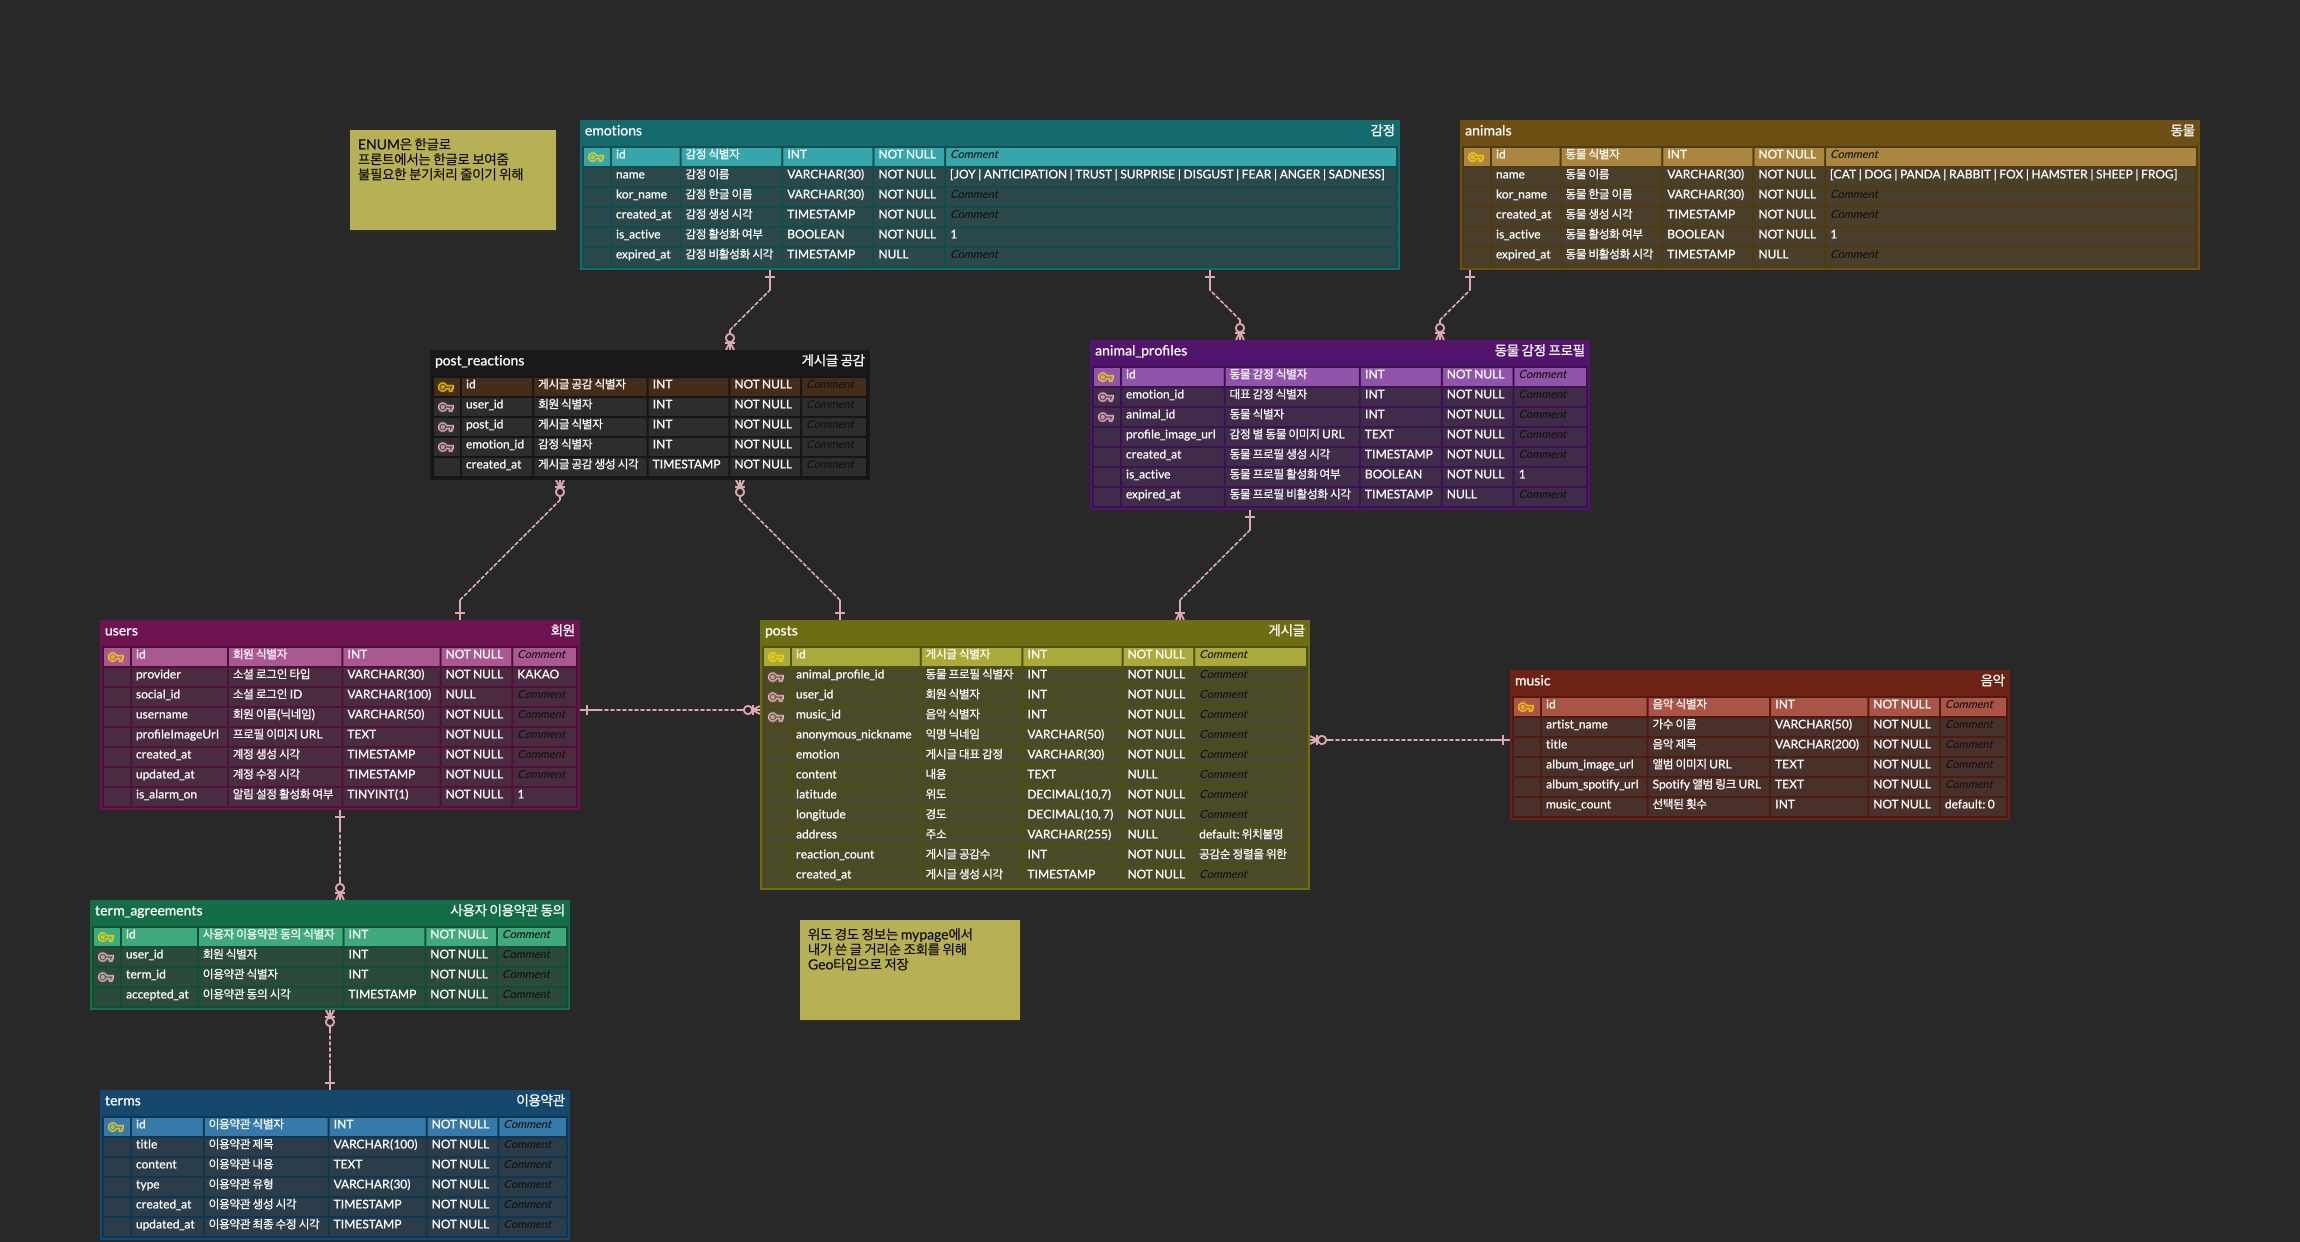 ENUM은 한글로
프론트에서는 한글로 보여줌
불필요한 분기처리 줄이기 위해
emotions 감정
id 감정 식별자 INT NOT NULL Comment
name 감정 이름 VARCHAR(30) NOT NULL [JOY | ANTICIPATION | TRUST | SURPRISE | DISGUST | FEAR | ANGER | SADNESS]
kor_name 감정 한글 이름 VARCHAR(30) NOT NULL Comment
created_at 감정 생성 시각 TIMESTAMP NOT NULL Comment
is_active 감정 활성화 여부 BOOLEAN NOT NULL 1
expired_at 감정 비활성화 시각 TIMESTAMP NULL Comment
animals 동물
id 동물 식별자 INT NOT NULL Comment
name 동물 이름 VARCHAR(30) NOT NULL [CAT | DOG | PANDA | RABBIT | FOX | HAMSTER | SHEEP | FROG]
kor_name 동물 한글 이름 VARCHAR(30) NOT NULL Comment
created_at 동물 생성 시각 TIMESTAMP NOT NULL Comment
is_active 동물 활성화 여부 BOOLEAN NOT NULL 1
expired_at 동물 비활성화 시각 TIMESTAMP NULL Comment
post_reactions 게시글 공감
id 게시글 공감 식별자 INT NOT NULL Comment
user_id 회원 식별자 INT NOT NULL Comment
post_id 게시글 식별자 INT NOT NULL Comment
emotion_id 감정 식별자 INT NOT NULL Comment
created_at 게시글 공감 생성 시각 TIMESTAMP NOT NULL Comment
animal_profiles 동물 감정 프로필
id 동물 감정 식별자 INT NOT NULL Comment
emotion_id 대표 감정 식별자 INT NOT NULL Comment
animal_id 동물 식별자 INT NOT NULL Comment
profile_image_url 감정 별 동물 이미지 URL TEXT NOT NULL Comment
created_at 동물 프로필 생성 시각 TIMESTAMP NOT NULL Comment
is_active 동물 프로필 활성화 여부 BOOLEAN NOT NULL 1
expired_at 동물 프로필 비활성화 시각 TIMESTAMP NULL Comment
users 회원
id 회원 식별자 INT NOT NULL Comment
provider 소셜 로그인 타입 VARCHAR(30) NOT NULL KAKAO
social_id 소셜 로그인 ID VARCHAR(100) NULL Comment
username 회원 이름(닉네임) VARCHAR(50) NOT NULL Comment
profileImageUrl 프로필 이미지 URL TEXT NOT NULL Comment
created_at 계정 생성 시각 TIMESTAMP NOT NULL Comment
updated_at 계정 수정 시각 TIMESTAMP NOT NULL Comment
is_alarm_on 알림 설정 활성화 여부 TINYINT(1) NOT NULL 1
posts 게시글
id 게시글 식별자 INT NOT NULL Comment
animal_profile_id 동물 프로필 식별자 INT NOT NULL Comment
user_id 회원 식별자 INT NOT NULL Comment
music_id 음악 식별자 INT NOT NULL Comment
anonymous_nickname 익명 닉네임 VARCHAR(50) NOT NULL Comment
emotion 게시글 대표 감정 VARCHAR(30) NOT NULL Comment
content 내용 TEXT NULL Comment
latitude 위도 DECIMAL(10,7) NOT NULL Comment
longitude 경도 DECIMAL(10, 7) NOT NULL Comment
address 주소 VARCHAR(255) NULL default: 위치불명
reaction_count 게시글 공감수 INT NOT NULL 공감순 정렬을 위한
created_at 게시글 생성 시각 TIMESTAMP NOT NULL Comment
music 음악
id 음악 식별자 INT NOT NULL Comment
artist_name 가수 이름 VARCHAR(50) NOT NULL Comment
title 음악 제목 VARCHAR(200) NOT NULL Comment
album_image_url 앨범 이미지 URL TEXT NOT NULL Comment
album_spotify_url Spotify 앨범 링크 URL TEXT NOT NULL Comment
music_count 선택된 횟수 INT NOT NULL default: 0
term_agreements 사용자 이용약관 동의
id 사용자 이용약관 동의 식별자 INT NOT NULL Comment
user_id 회원 식별자 INT NOT NULL Comment
term_id 이용약관 식별자 INT NOT NULL Comment
accepted_at 이용약관 동의 시각 TIMESTAMP NOT NULL Comment
위도 경도 정보는 mypage에서
내가 쓴 글 거리순 조회를 위해
Geo타입으로 저장
terms 이용약관
id 이용약관 식별자 INT NOT NULL Comment
title 이용약관 제목 VARCHAR(100) NOT NULL Comment
content 이용약관 내용 TEXT NOT NULL Comment
type 이용약관 유형 VARCHAR(30) NOT NULL Comment
created_at 이용약관 생성 시각 TIMESTAMP NOT NULL Comment
updated_at 이용약관 최종 수정 시각 TIMESTAMP NOT NULL Comment